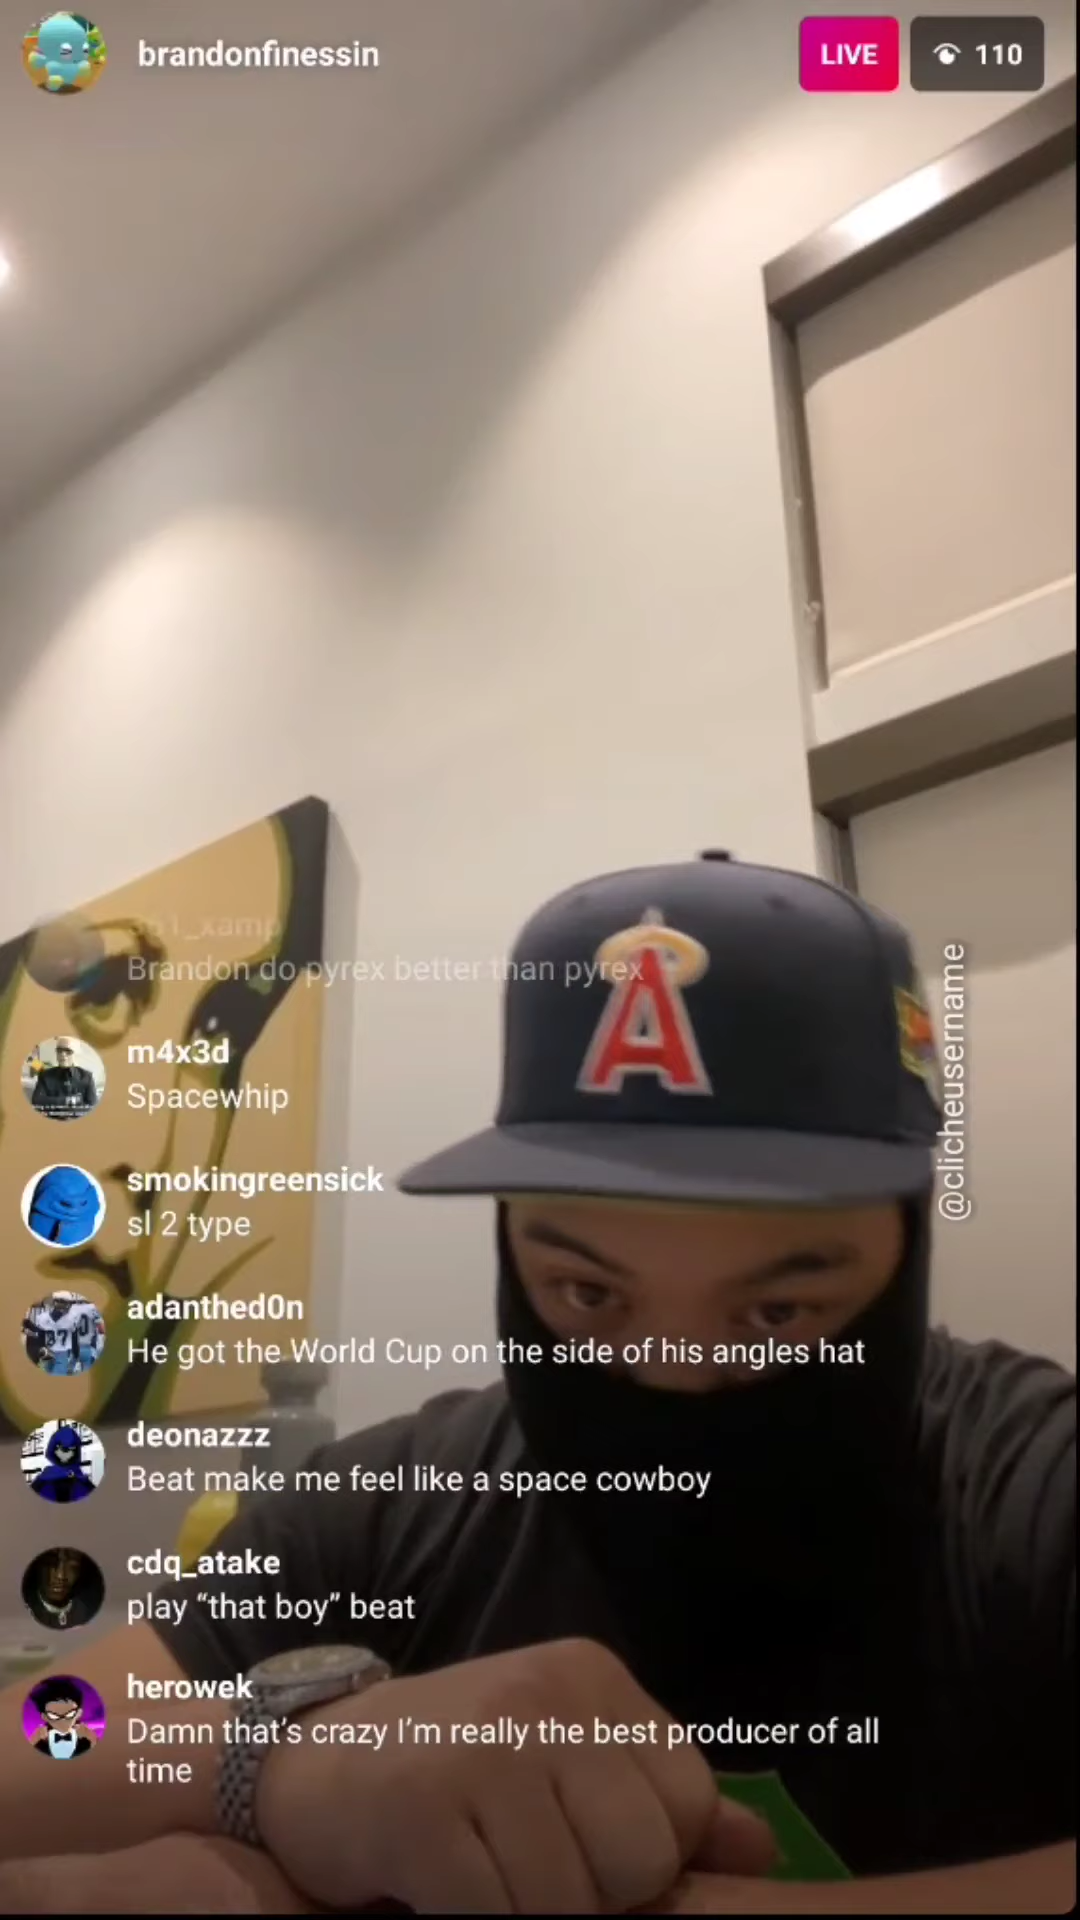 brandonfinessin
LIVE
110
Brandon do pyrex better than pyrex
m4x3d
Spacewhip
smokingreensick
sl 2 type
adanthed0n
He got the World Cup on the side of his angles hat
deonazzz
Beat make me feel like a space cowboy
cdq_atake
play “that boy” beat
herowek
Damn that’s crazy I’m really the best producer of all
time
A
@clicheusername